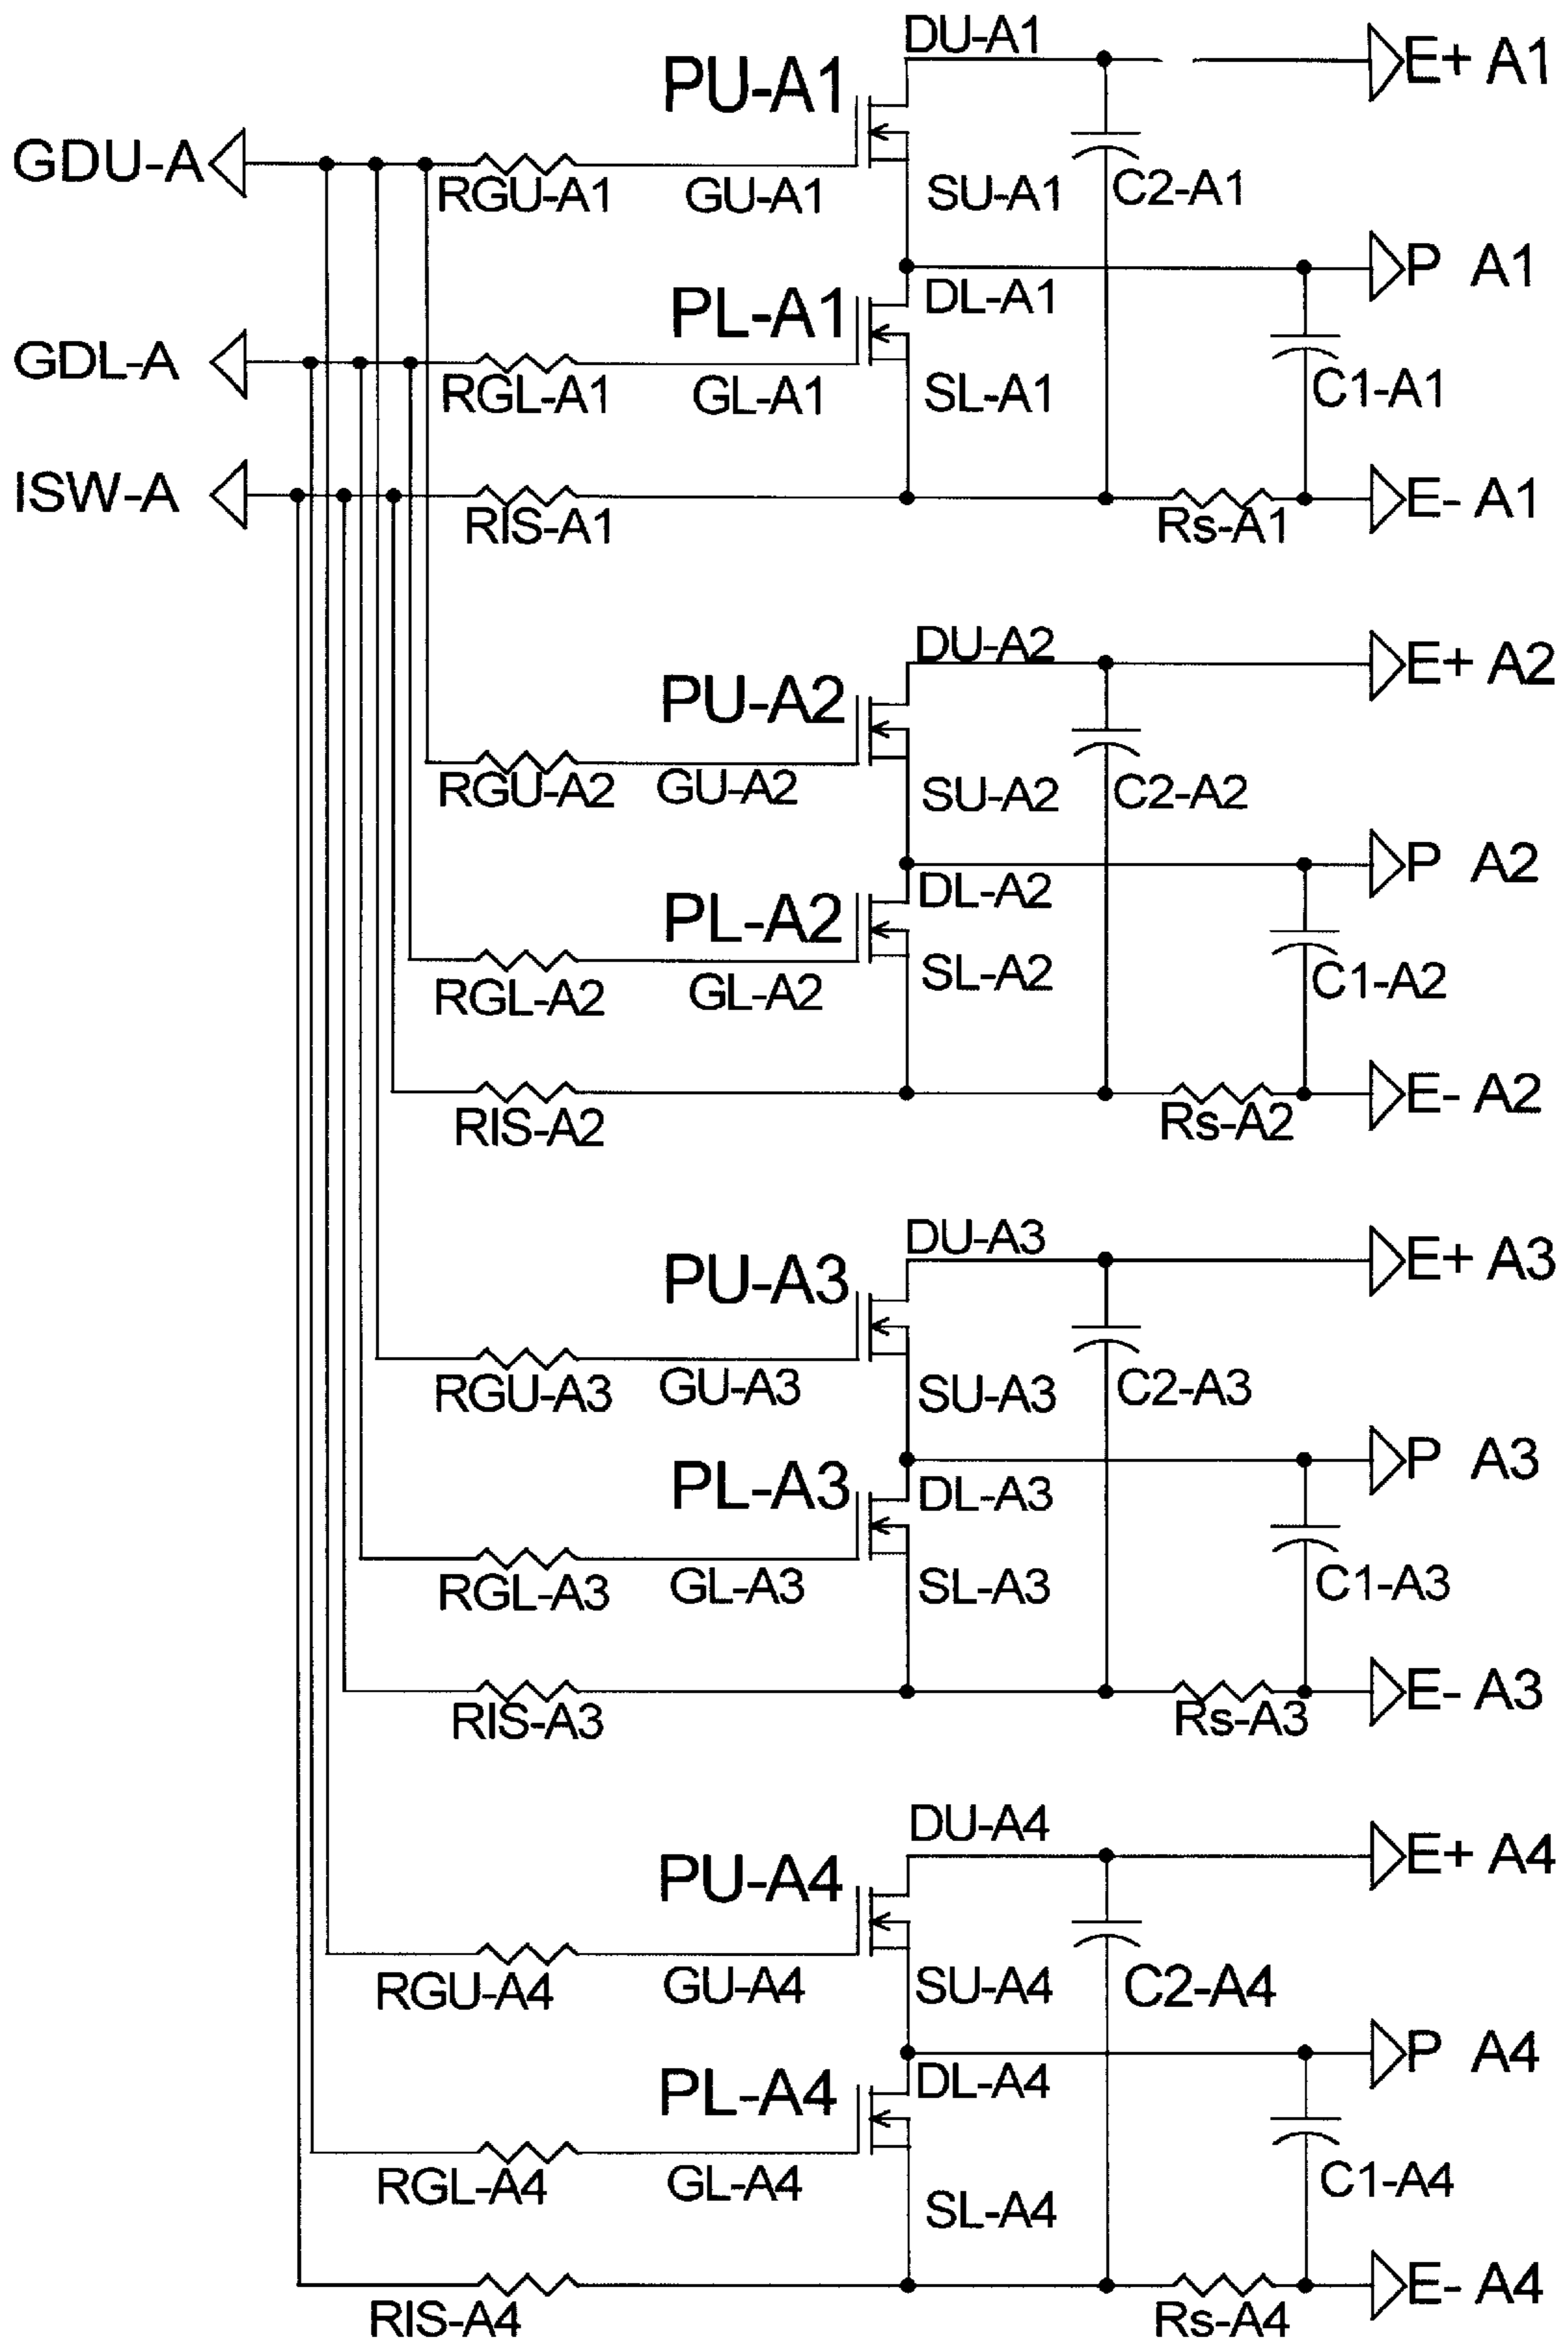 DU-A1
E+ A1
PU-A1
GDU-A
RGU-A1
GU-A1
SU-A1
C2-A1
P A1
PL-A1
DL-A1
GDL-A
RGL-A1
GL-A1
SL-A1
C1-A1
ISW-A
RIS-A1
Rs-A1
E- A1
DU-A2
E+ A2
PU-A2
RGU-A2
GU-A2
SU-A2
C2-A2
P A2
PL-A2
DL-A2
RGL-A2
GL-A2
SL-A2
C1-A2
RIS-A2
Rs-A2
E- A2
DU-A3
E+ A3
PU-A3
RGU-A3
GU-A3
SU-A3
C2-A3
P A3
PL-A3
DL-A3
RGL-A3
GL-A3
SL-A3
C1-A3
RIS-A3
Rs-A3
E- A3
DU-A4
E+ A4
PU-A4
RGU-A4
GU-A4
SU-A4
C2-A4
P A4
PL-A4
DL-A4
RGL-A4
GL-A4
SL-A4
C1-A4
RIS-A4
Rs-A4
E- A4